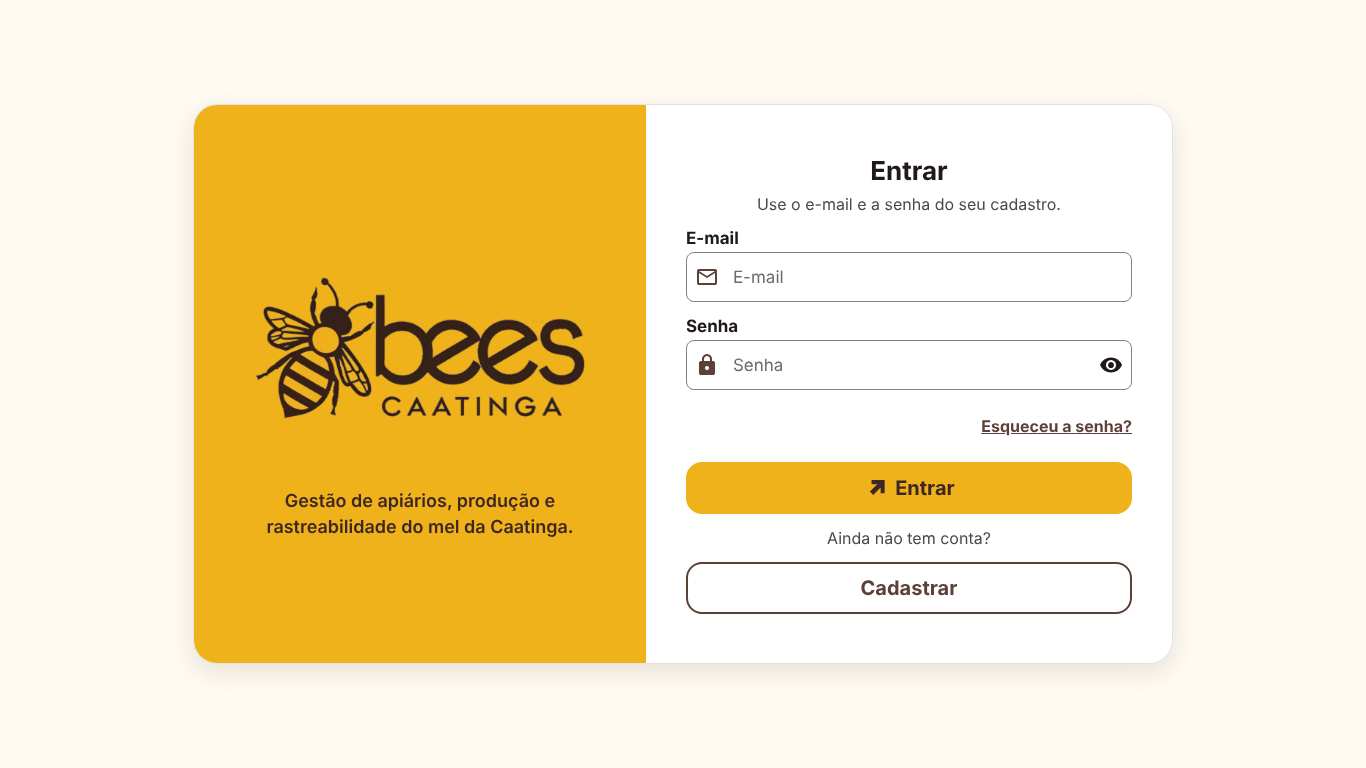 bees
CAATINGA
Gestão de apiários, produção e
rastreabilidade do mel da Caatinga.
Entrar
Use o e-mail e a senha do seu cadastro.
E-mail
E-mail
Senha
Senha
Esqueceu a senha?
Entrar
Ainda não tem conta?
Cadastrar